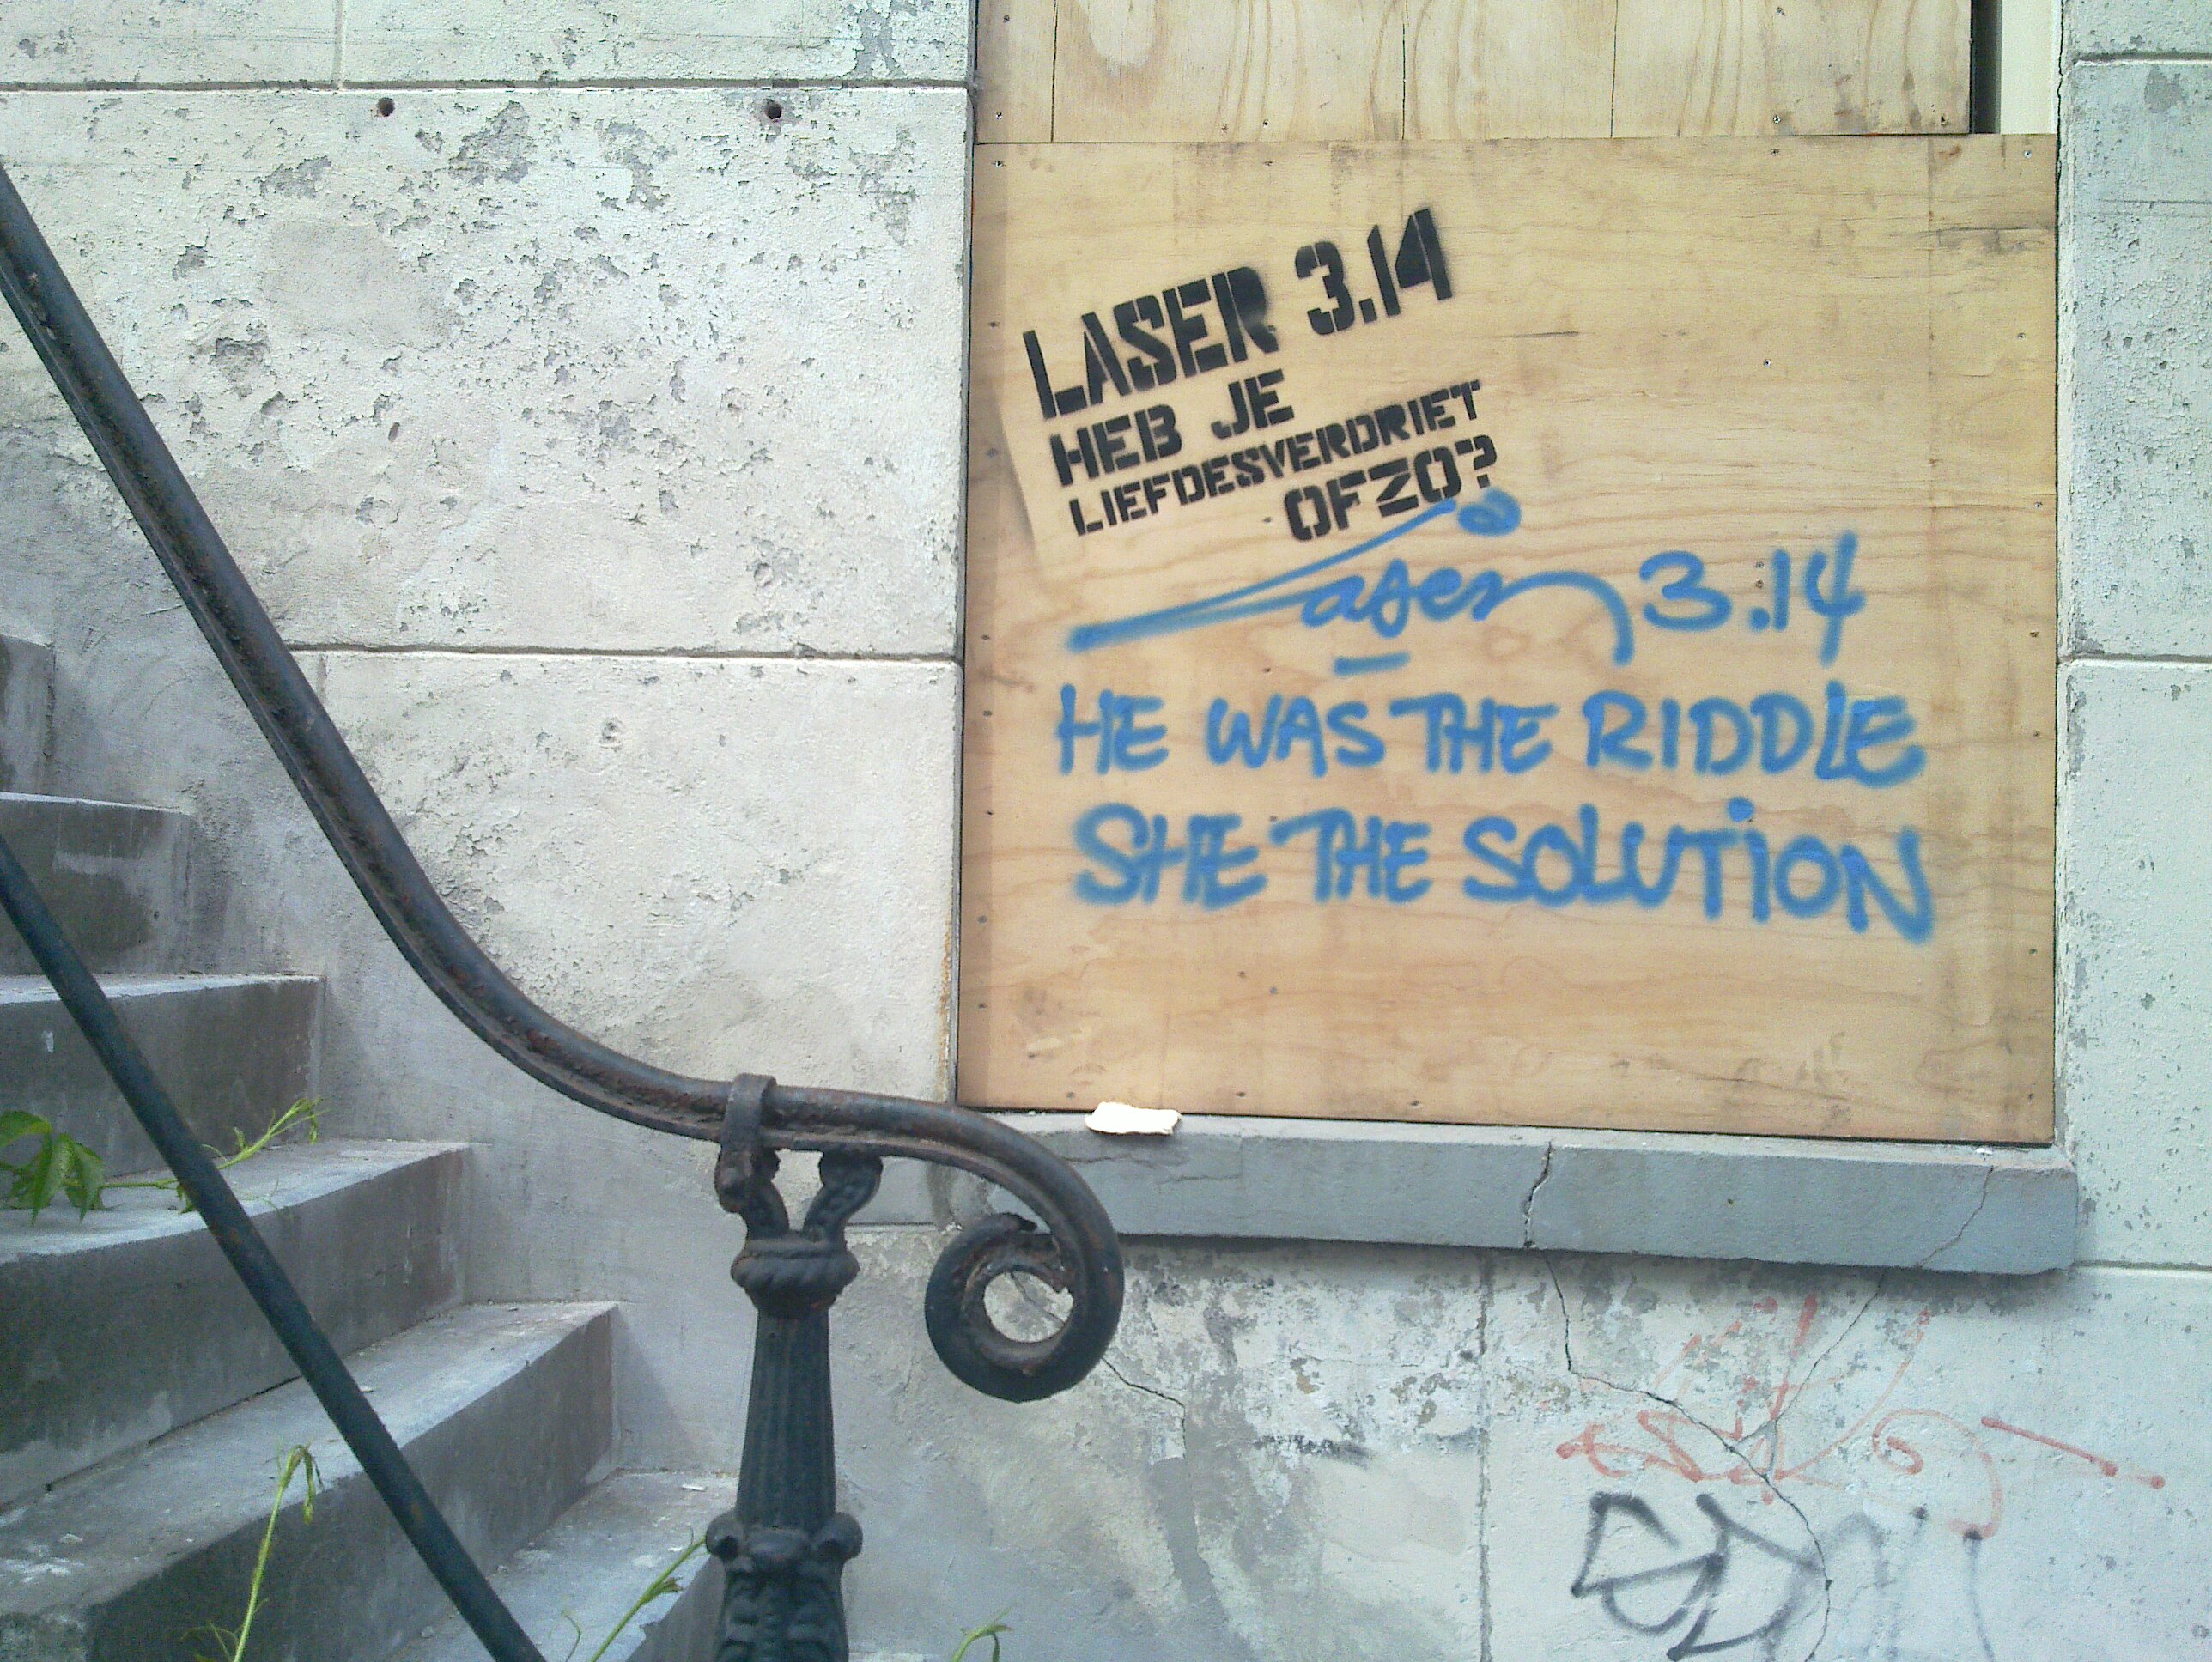 LASER 3.14
HEB JE
LIEFDESVERDRIET
OFZO?
Laser 3.14
HE WAS THE RIDDLE
SHE THE SOLUTION